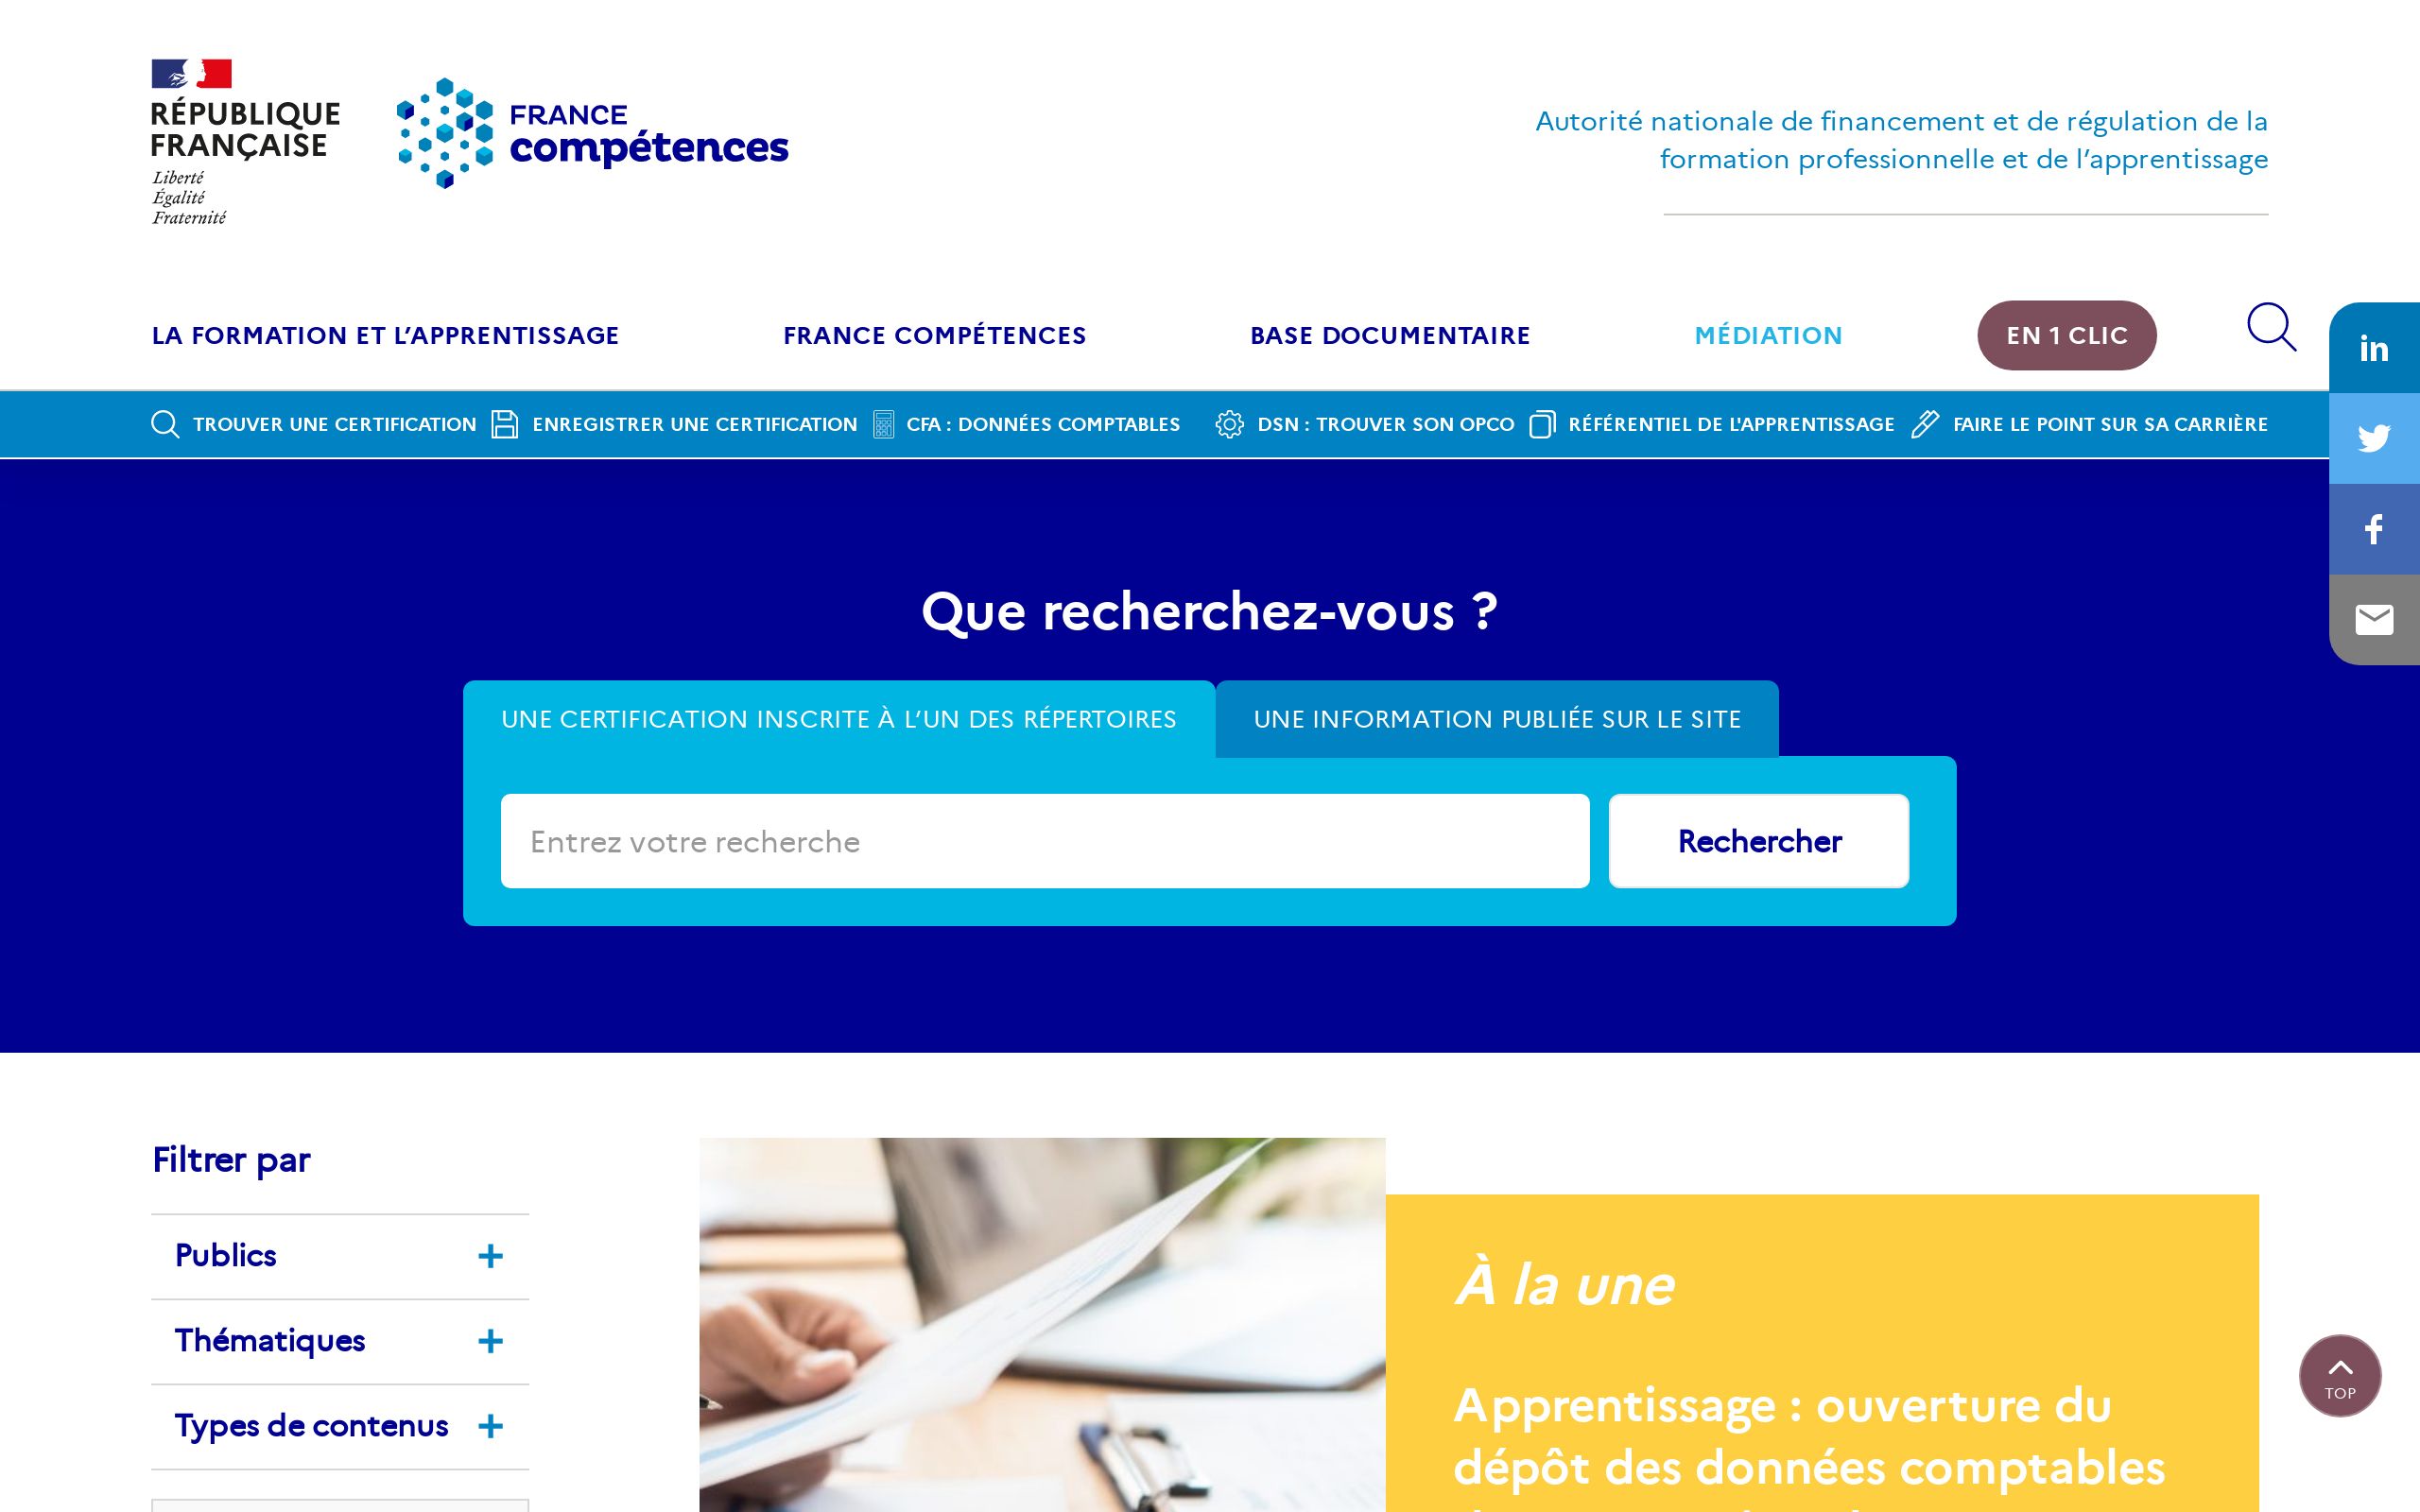 RÉPUBLIQUE
FRANÇAISE
Liberté
Égalité
Fraternité
FRANCE
compétences
Autorité nationale de financement et de régulation de la
formation professionnelle et de l’apprentissage
LA FORMATION ET L’APPRENTISSAGE
FRANCE COMPÉTENCES
BASE DOCUMENTAIRE
MÉDIATION
EN 1 CLIC
in
TROUVER UNE CERTIFICATION
ENREGISTRER UNE CERTIFICATION
CFA : DONNÉES COMPTABLES
DSN : TROUVER SON OPCO
RÉFÉRENTIEL DE L'APPRENTISSAGE
FAIRE LE POINT SUR SA CARRIÈRE
Que recherchez-vous ?
UNE CERTIFICATION INSCRITE À L’UN DES RÉPERTOIRES
UNE INFORMATION PUBLIÉE SUR LE SITE
Entrez votre recherche
Rechercher
Filtrer par
Publics
Thématiques
Types de contenus
À la une
Apprentissage : ouverture du
dépôt des données comptables
TOP